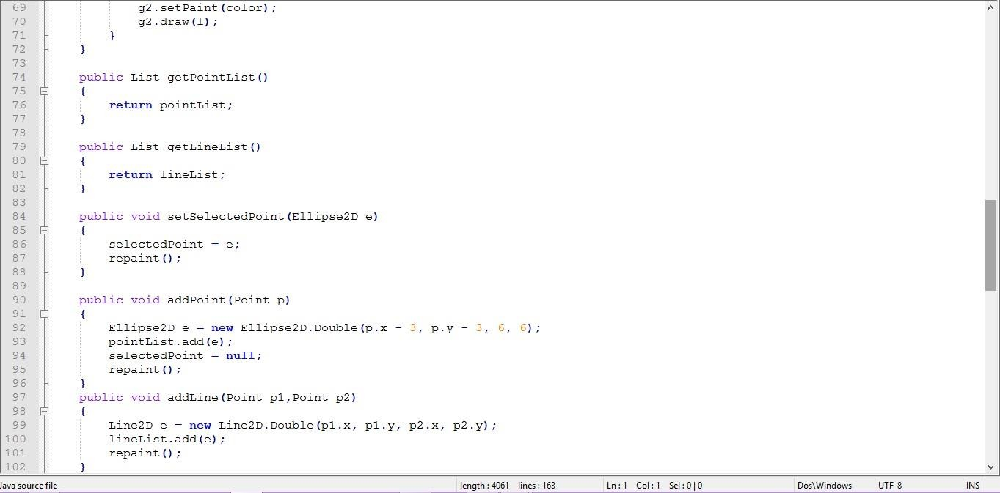 69 g2.setPaint(color);
70 g2.draw(l);
71 }
72 }
73
74 public List getPointList()
75 {
76 return pointList;
77 }
78
79 public List getLineList()
80 {
81 return lineList;
82 }
83
84 public void setSelectedPoint(Ellipse2D e)
85 {
86 selectedPoint = e;
87 repaint();
88 }
89
90 public void addPoint(Point p)
91 {
92 Ellipse2D e = new Ellipse2D.Double(p.x - 3, p.y - 3, 6, 6);
93 pointList.add(e);
94 selectedPoint = null;
95 repaint();
96 }
97 public void addLine(Point p1,Point p2)
98 {
99 Line2D e = new Line2D.Double(p1.x, p1.y, p2.x, p2.y);
100 lineList.add(e);
101 repaint();
102 }
Java source file length : 4061 lines : 163 Ln : 1 Col : 1 Sel : 0 | 0 Dos\Windows UTF-8 INS